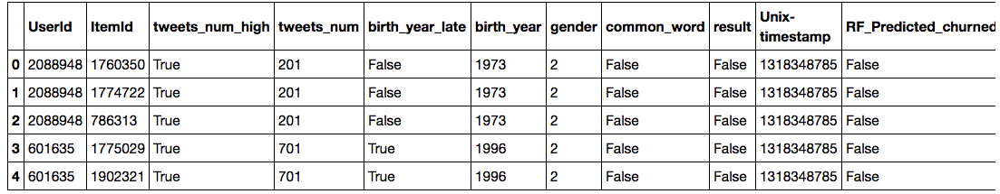 UserId ItemId tweets_num_high tweets_num birth_year_late birth_year gender common_word result Unix-timestamp RF_Predicted_churned
0 2088948 1760350 True 201 False 1973 2 False False 1318348785 False
1 2088948 1774722 True 201 False 1973 2 False False 1318348785 False
2 2088948 786313 True 201 False 1973 2 False False 1318348785 False
3 601635 1775029 True 701 True 1996 2 False False 1318348785 False
4 601635 1902321 True 701 True 1996 2 False False 1318348785 False